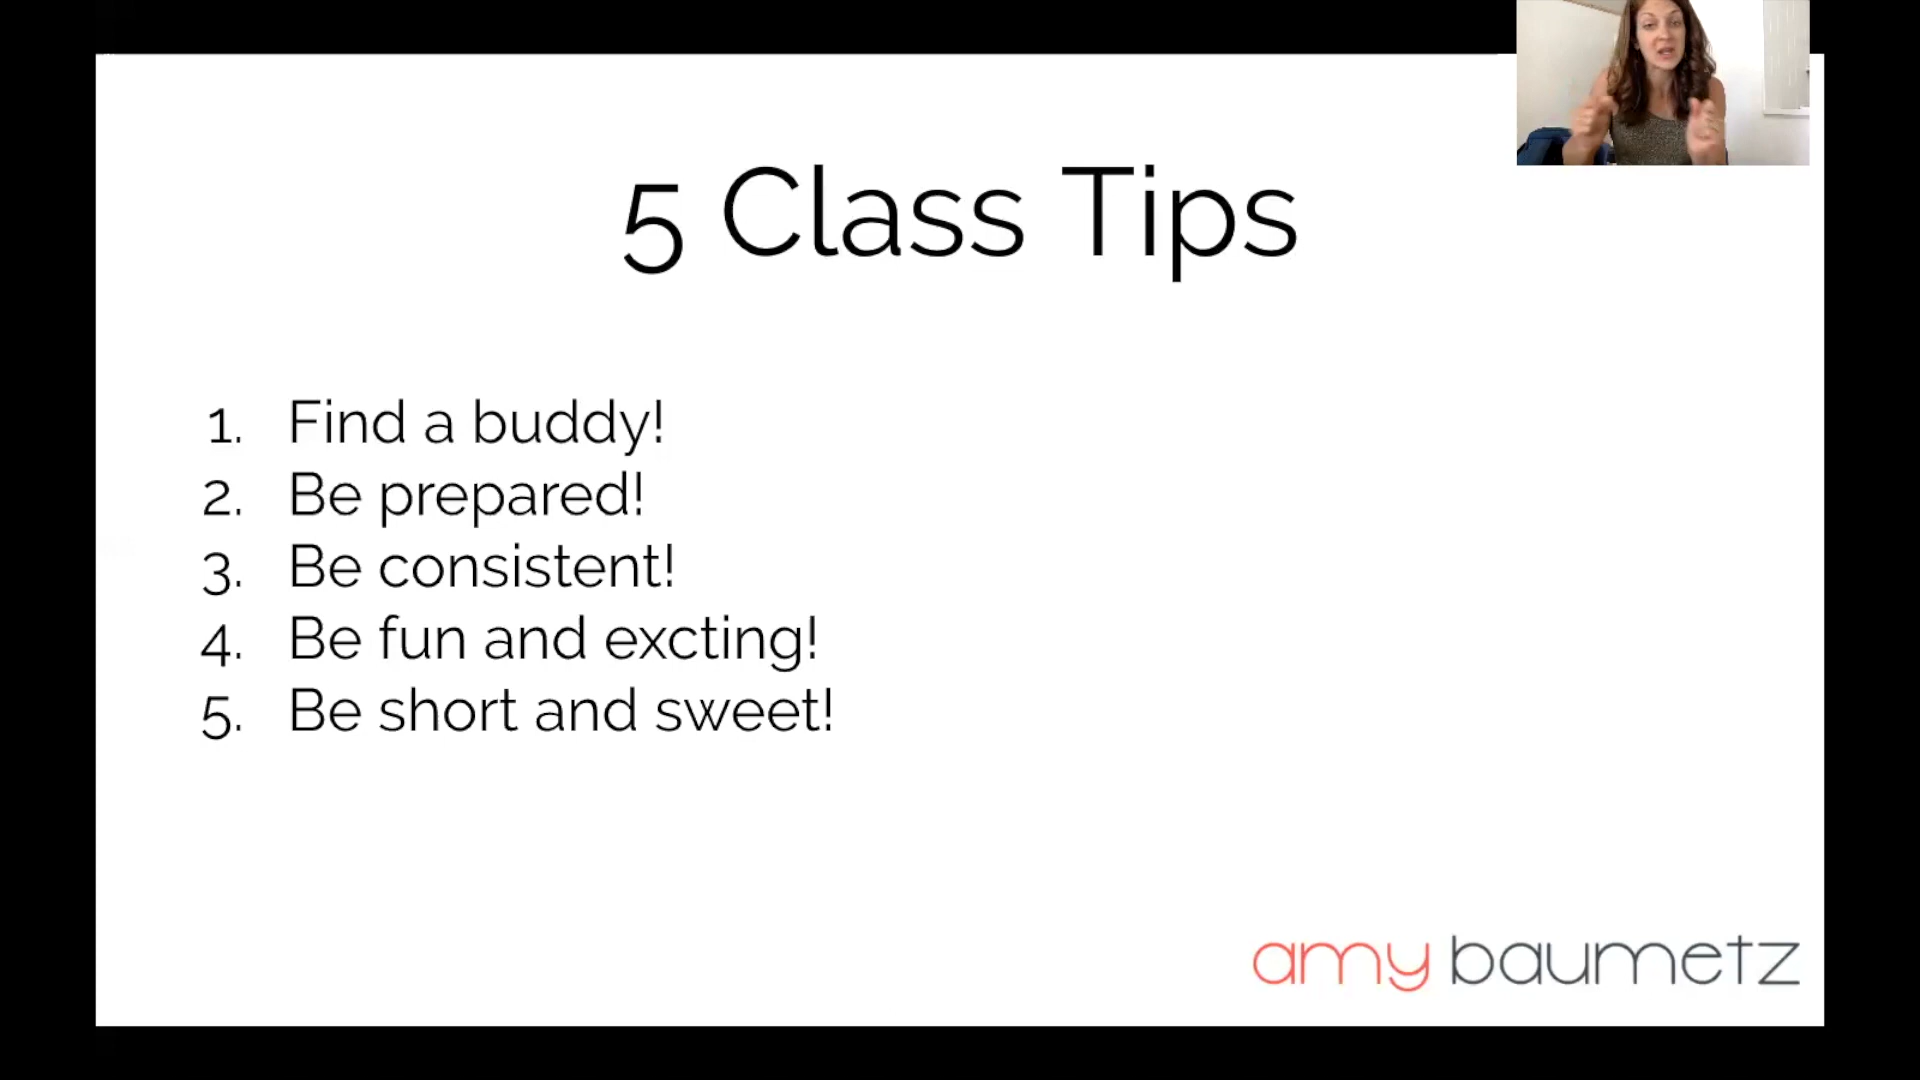 5 Class Tips
1. Find a buddy!
2. Be prepared!
3. Be consistent!
4. Be fun and excting!
5. Be short and sweet!
amy baumetz